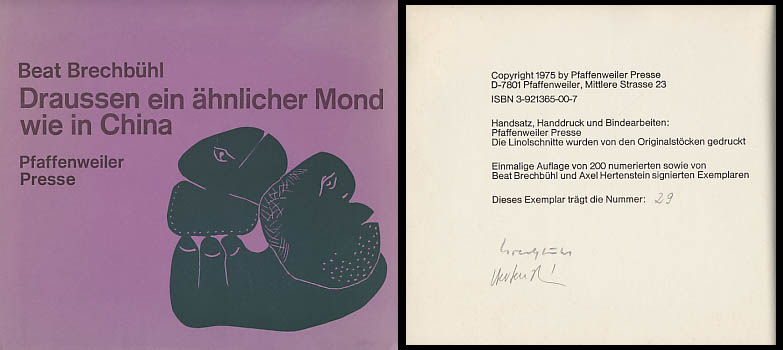 Beat Brechbühl
Draussen ein ähnlicher Mond
wie in China
Pfaffenweiler
Presse
Copyright 1975 by Pfaffenweiler Presse
D-7801 Pfaffenweiler, Mittlere Strasse 23
ISBN 3-921365-00-7
Handsatz, Handdruck und Bindearbeiten:
Pfaffenweiler Presse
Die Linolschnitte wurden von den Originalstöcken gedruckt
Einmalige Auflage von 200 numerierten sowie von
Beat Brechbühl und Axel Hertenstein signierten Exemplaren
Dieses Exemplar trägt die Nummer: 29